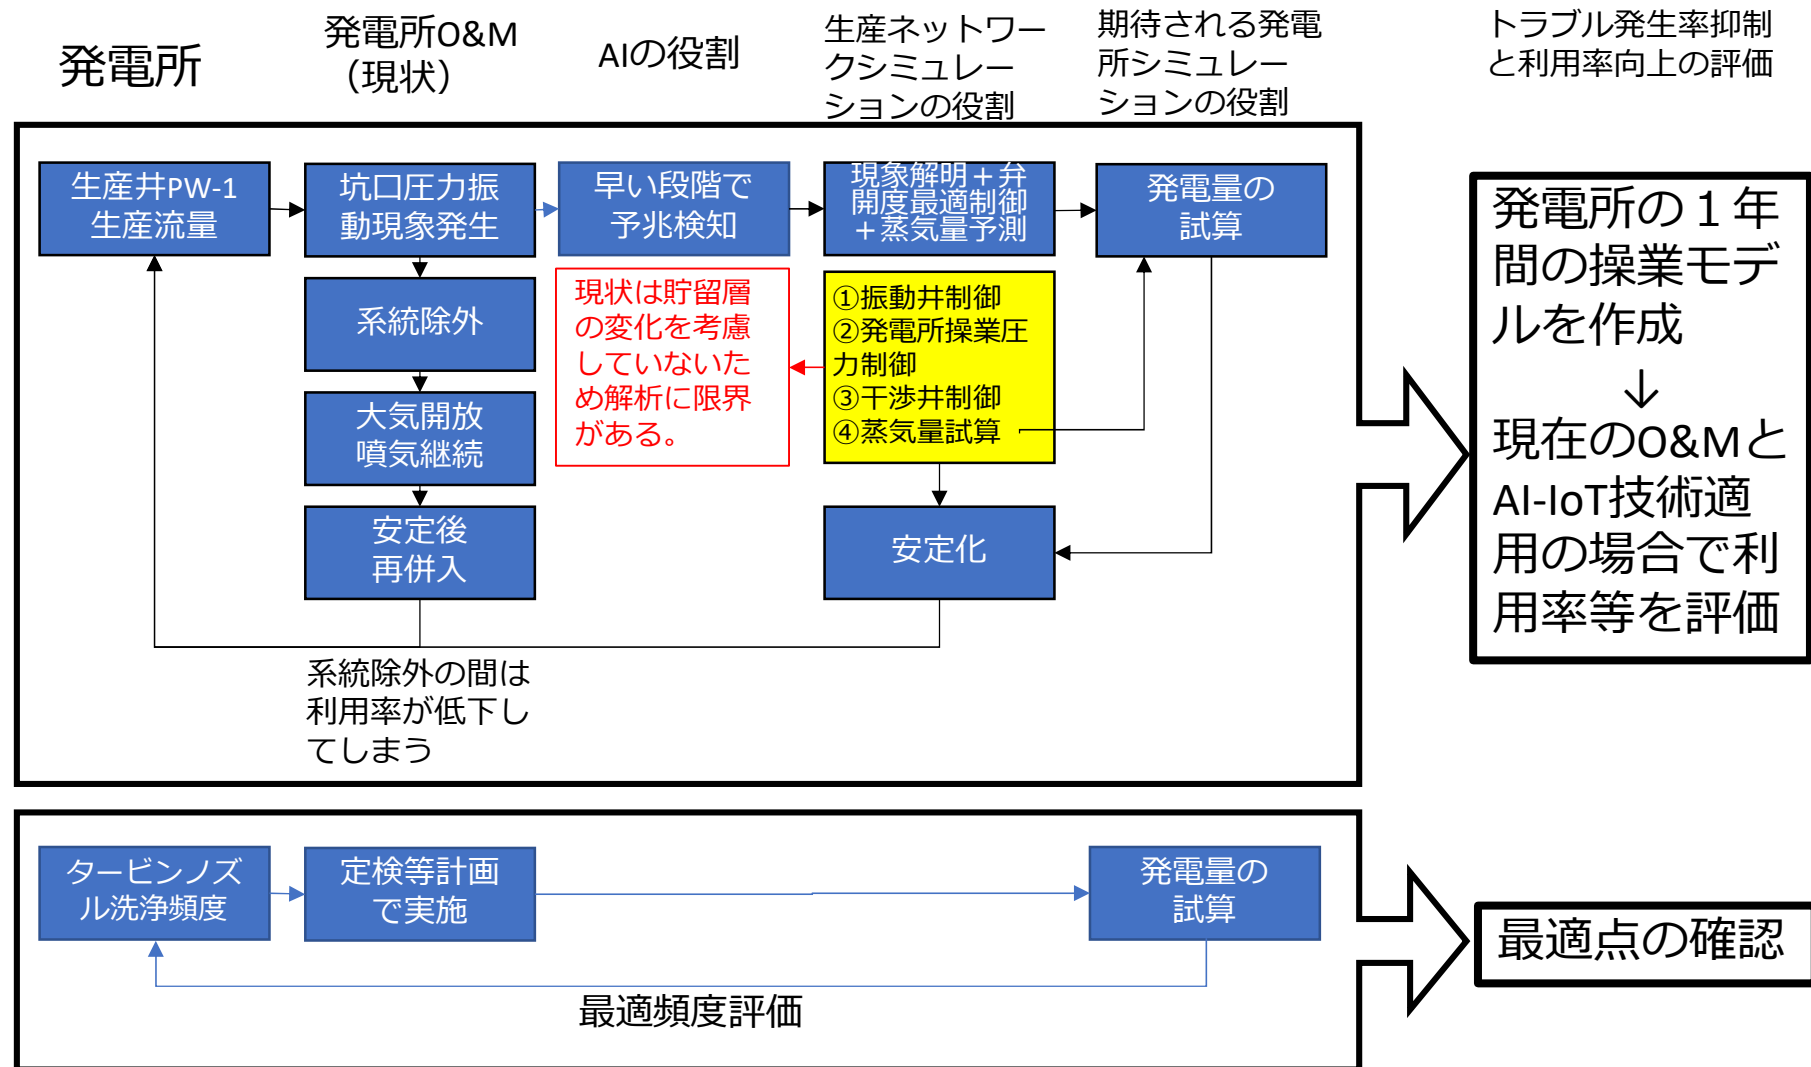 発電所
発電所O&M
（現状）
AIの役割
生産ネットワー
クシミュレー
ションの役割
期待される発電
所シミュレー
ションの役割
トラブル発生率抑制
と利用率向上の評価
生産井PW-1
生産流量
坑口圧力振
動現象発生
早い段階で
予兆検知
現象解明＋弁
開度最適制御
＋蒸気量予測
発電量の
試算
系統除外
大気開放
噴気継続
安定後
再併入
現状は貯留層
の変化を考慮
していないた
め解析に限界
がある。
①振動井制御
②発電所操業圧
力制御
③干渉井制御
④蒸気量試算
安定化
系統除外の間は
利用率が低下し
てしまう
発電所の１年
間の操業モデ
ルを作成
↓
現在のO&Mと
AI-IoT技術適
用の場合で利
用率等を評価
タービンノズ
ル洗浄頻度
定検等計画
で実施
発電量の
試算
最適頻度評価
最適点の確認